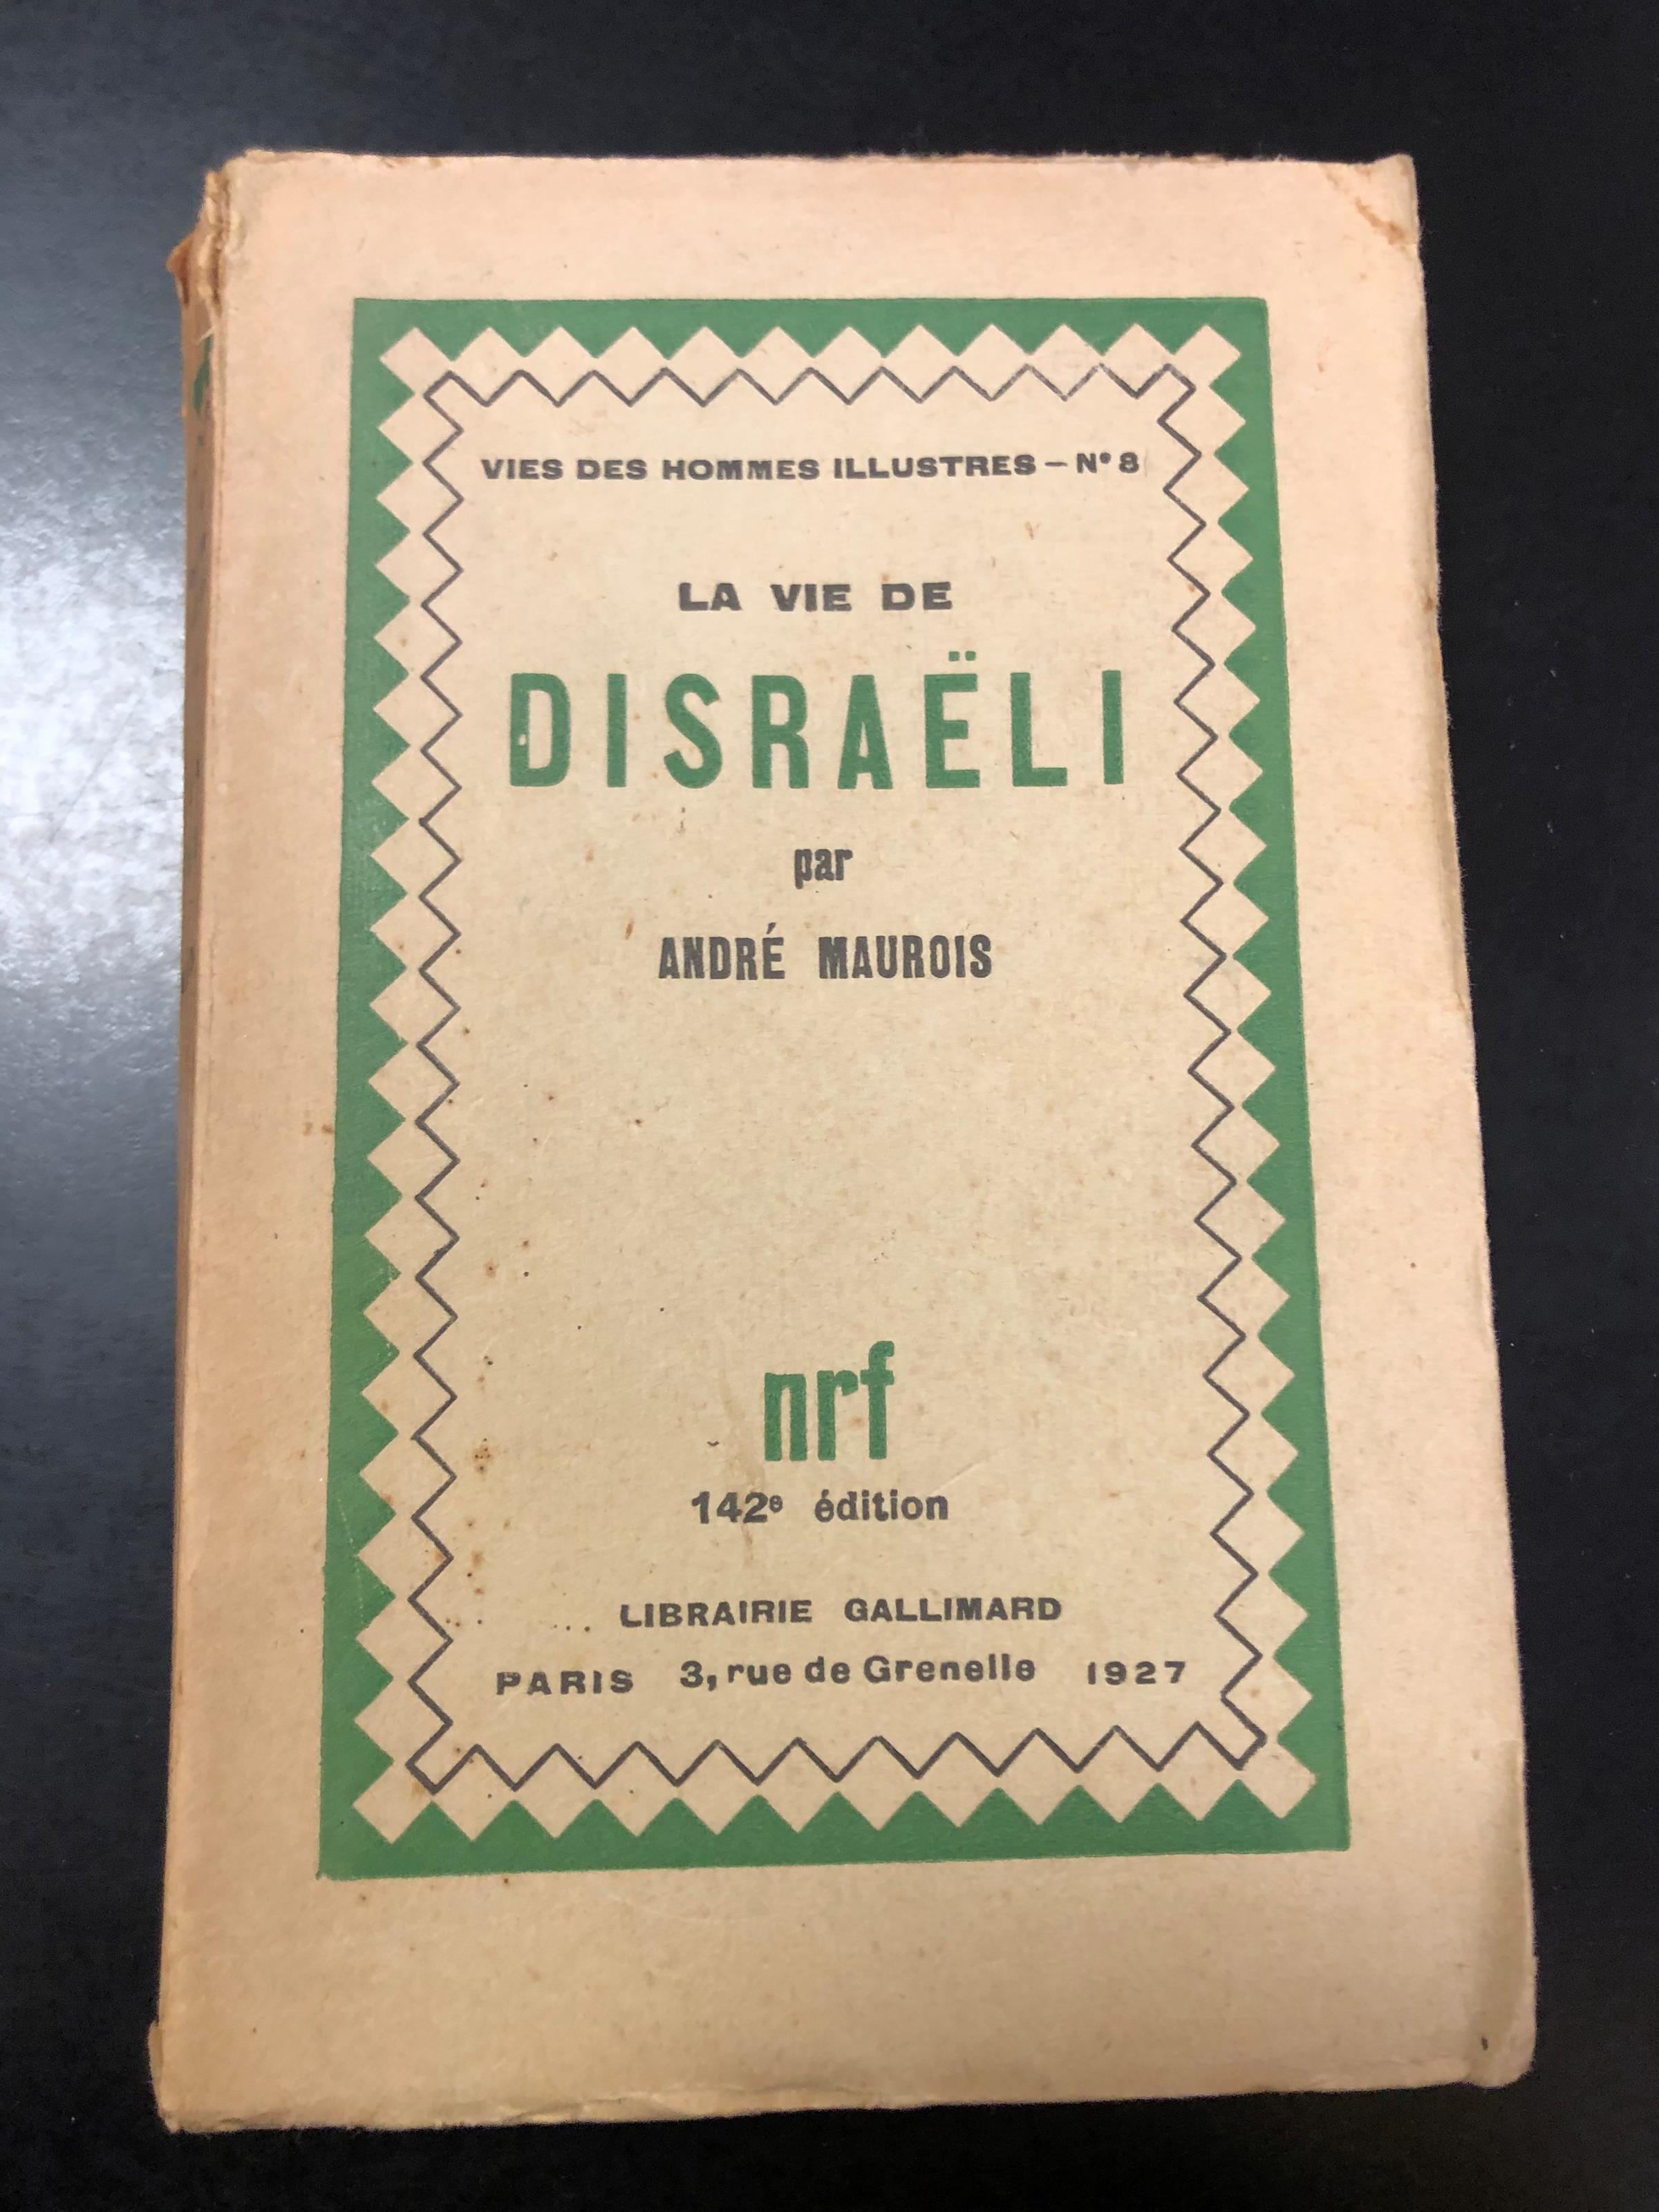 VIES DES HOMMES ILLUSTRES – N° 8
LA VIE DE
DISRAËLI
par
ANDRÉ MAUROIS
nrf
142e édition
LIBRAIRIE GALLIMARD
PARIS 3, rue de Grenelle 1927